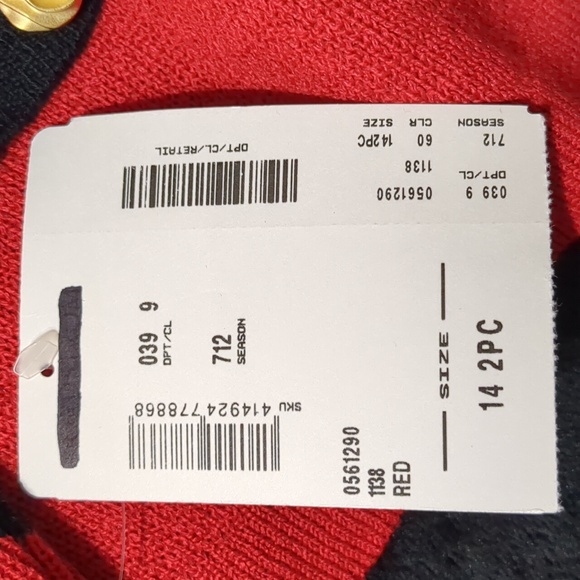 SEASON CLR SIZE
712 60 142PC
1138
DPT/CL
039 9 0561290
DPT/CL/RETAIL
039 9
DPT/CL
712
SEASON
SKU 414924778868
0561290
1138
RED
SIZE
14 2PC